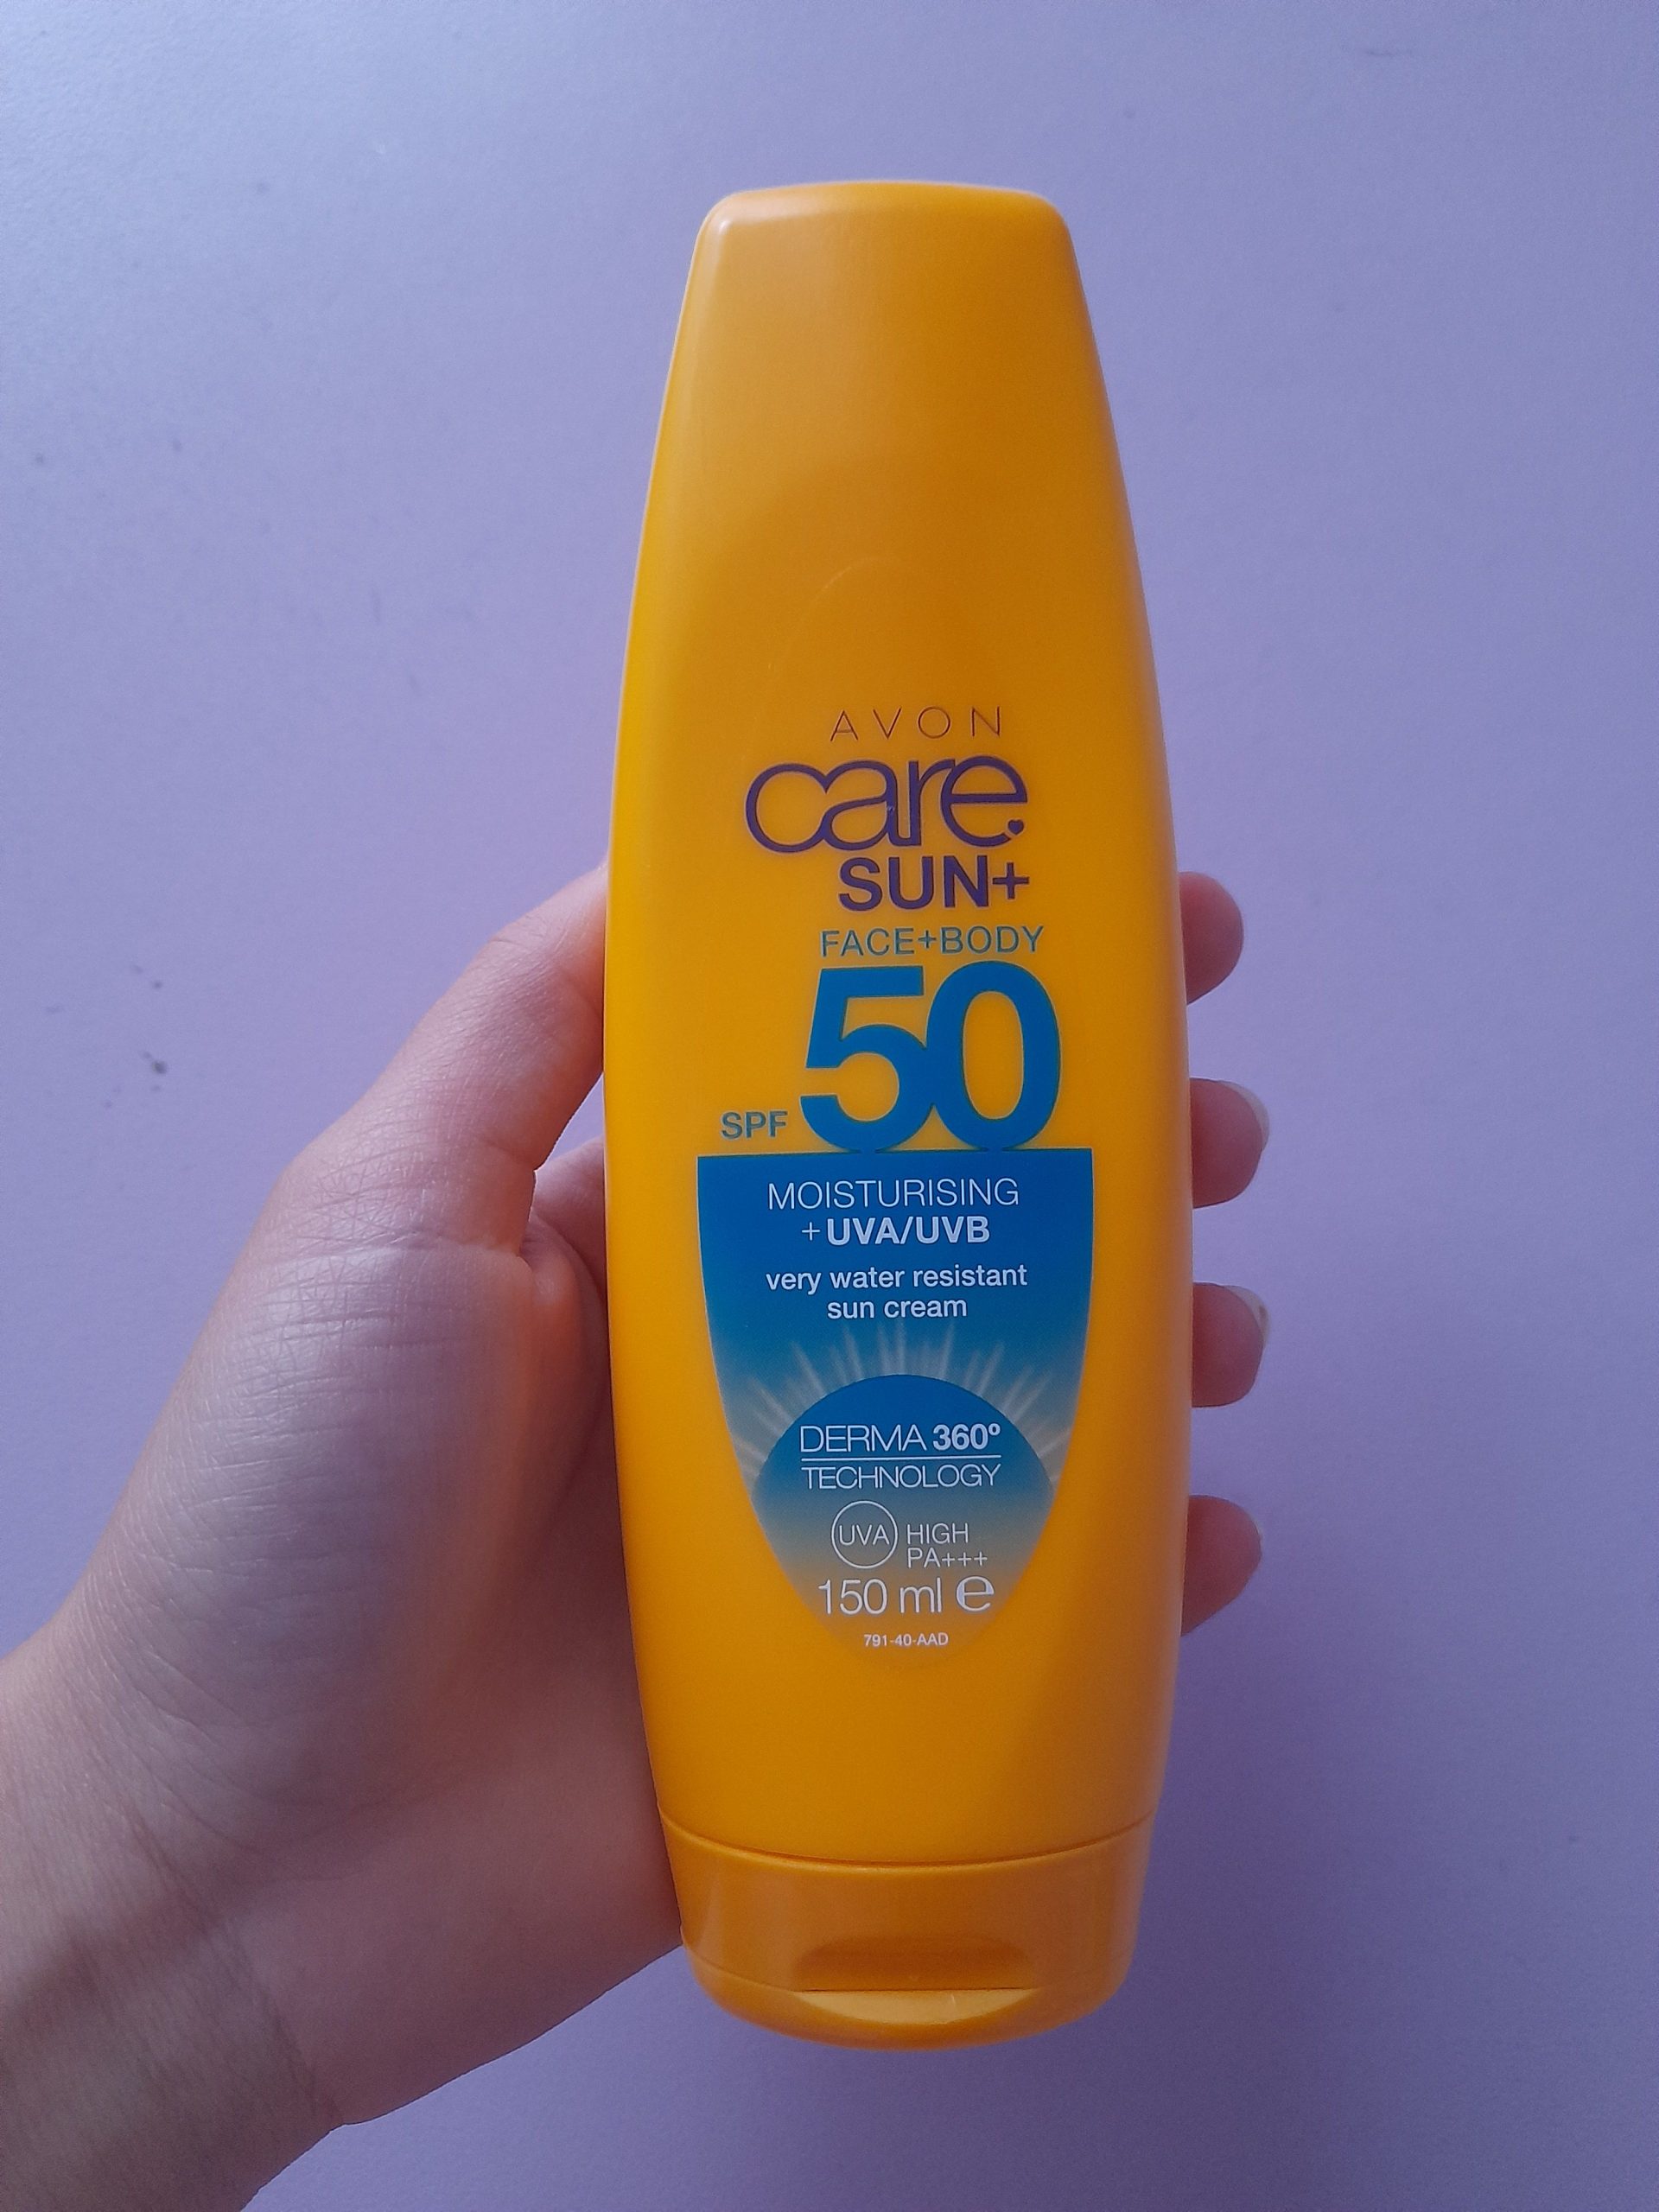 AVON
care
SUN+
FACE+BODY
SPF 50
MOISTURISING
+UVA/UVB
very water resistant
sun cream
DERMA 360º
TECHNOLOGY
UVA HIGH
PA+++
150 ml e
791-40-AAD